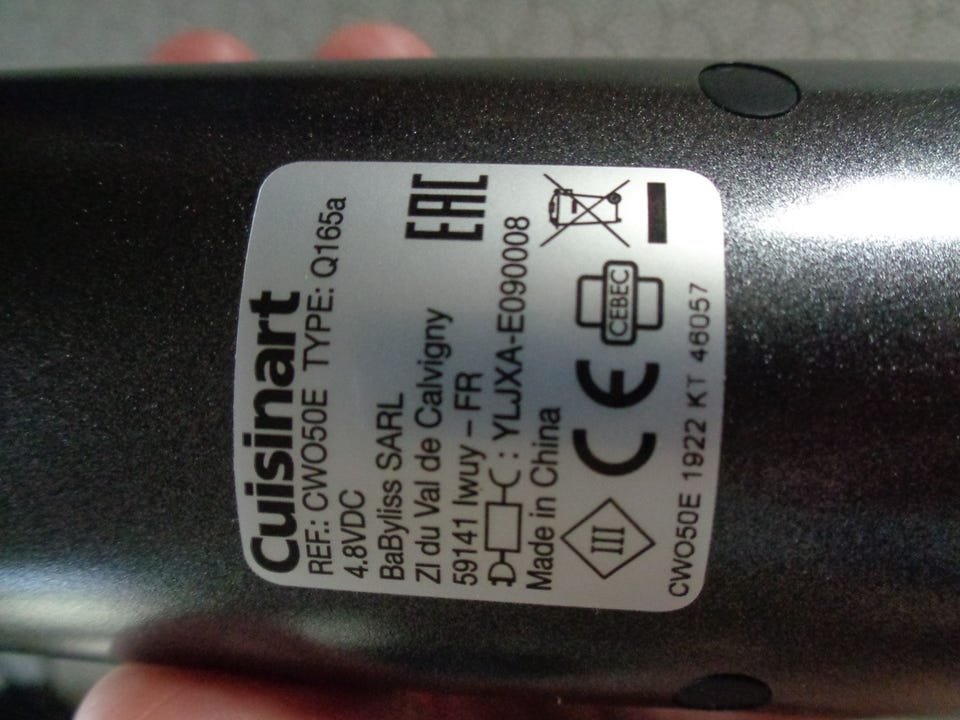 Cuisinart
REF.: CWO50E TYPE: Q165a
4.8VDC
BaByliss SARL
ZI du Val de Calvigny
59141 Iwuy – FR
: YLJXA-E090008
Made in China
EAC
III
CE
CEBEC
CWO50E 1922 KT 46057